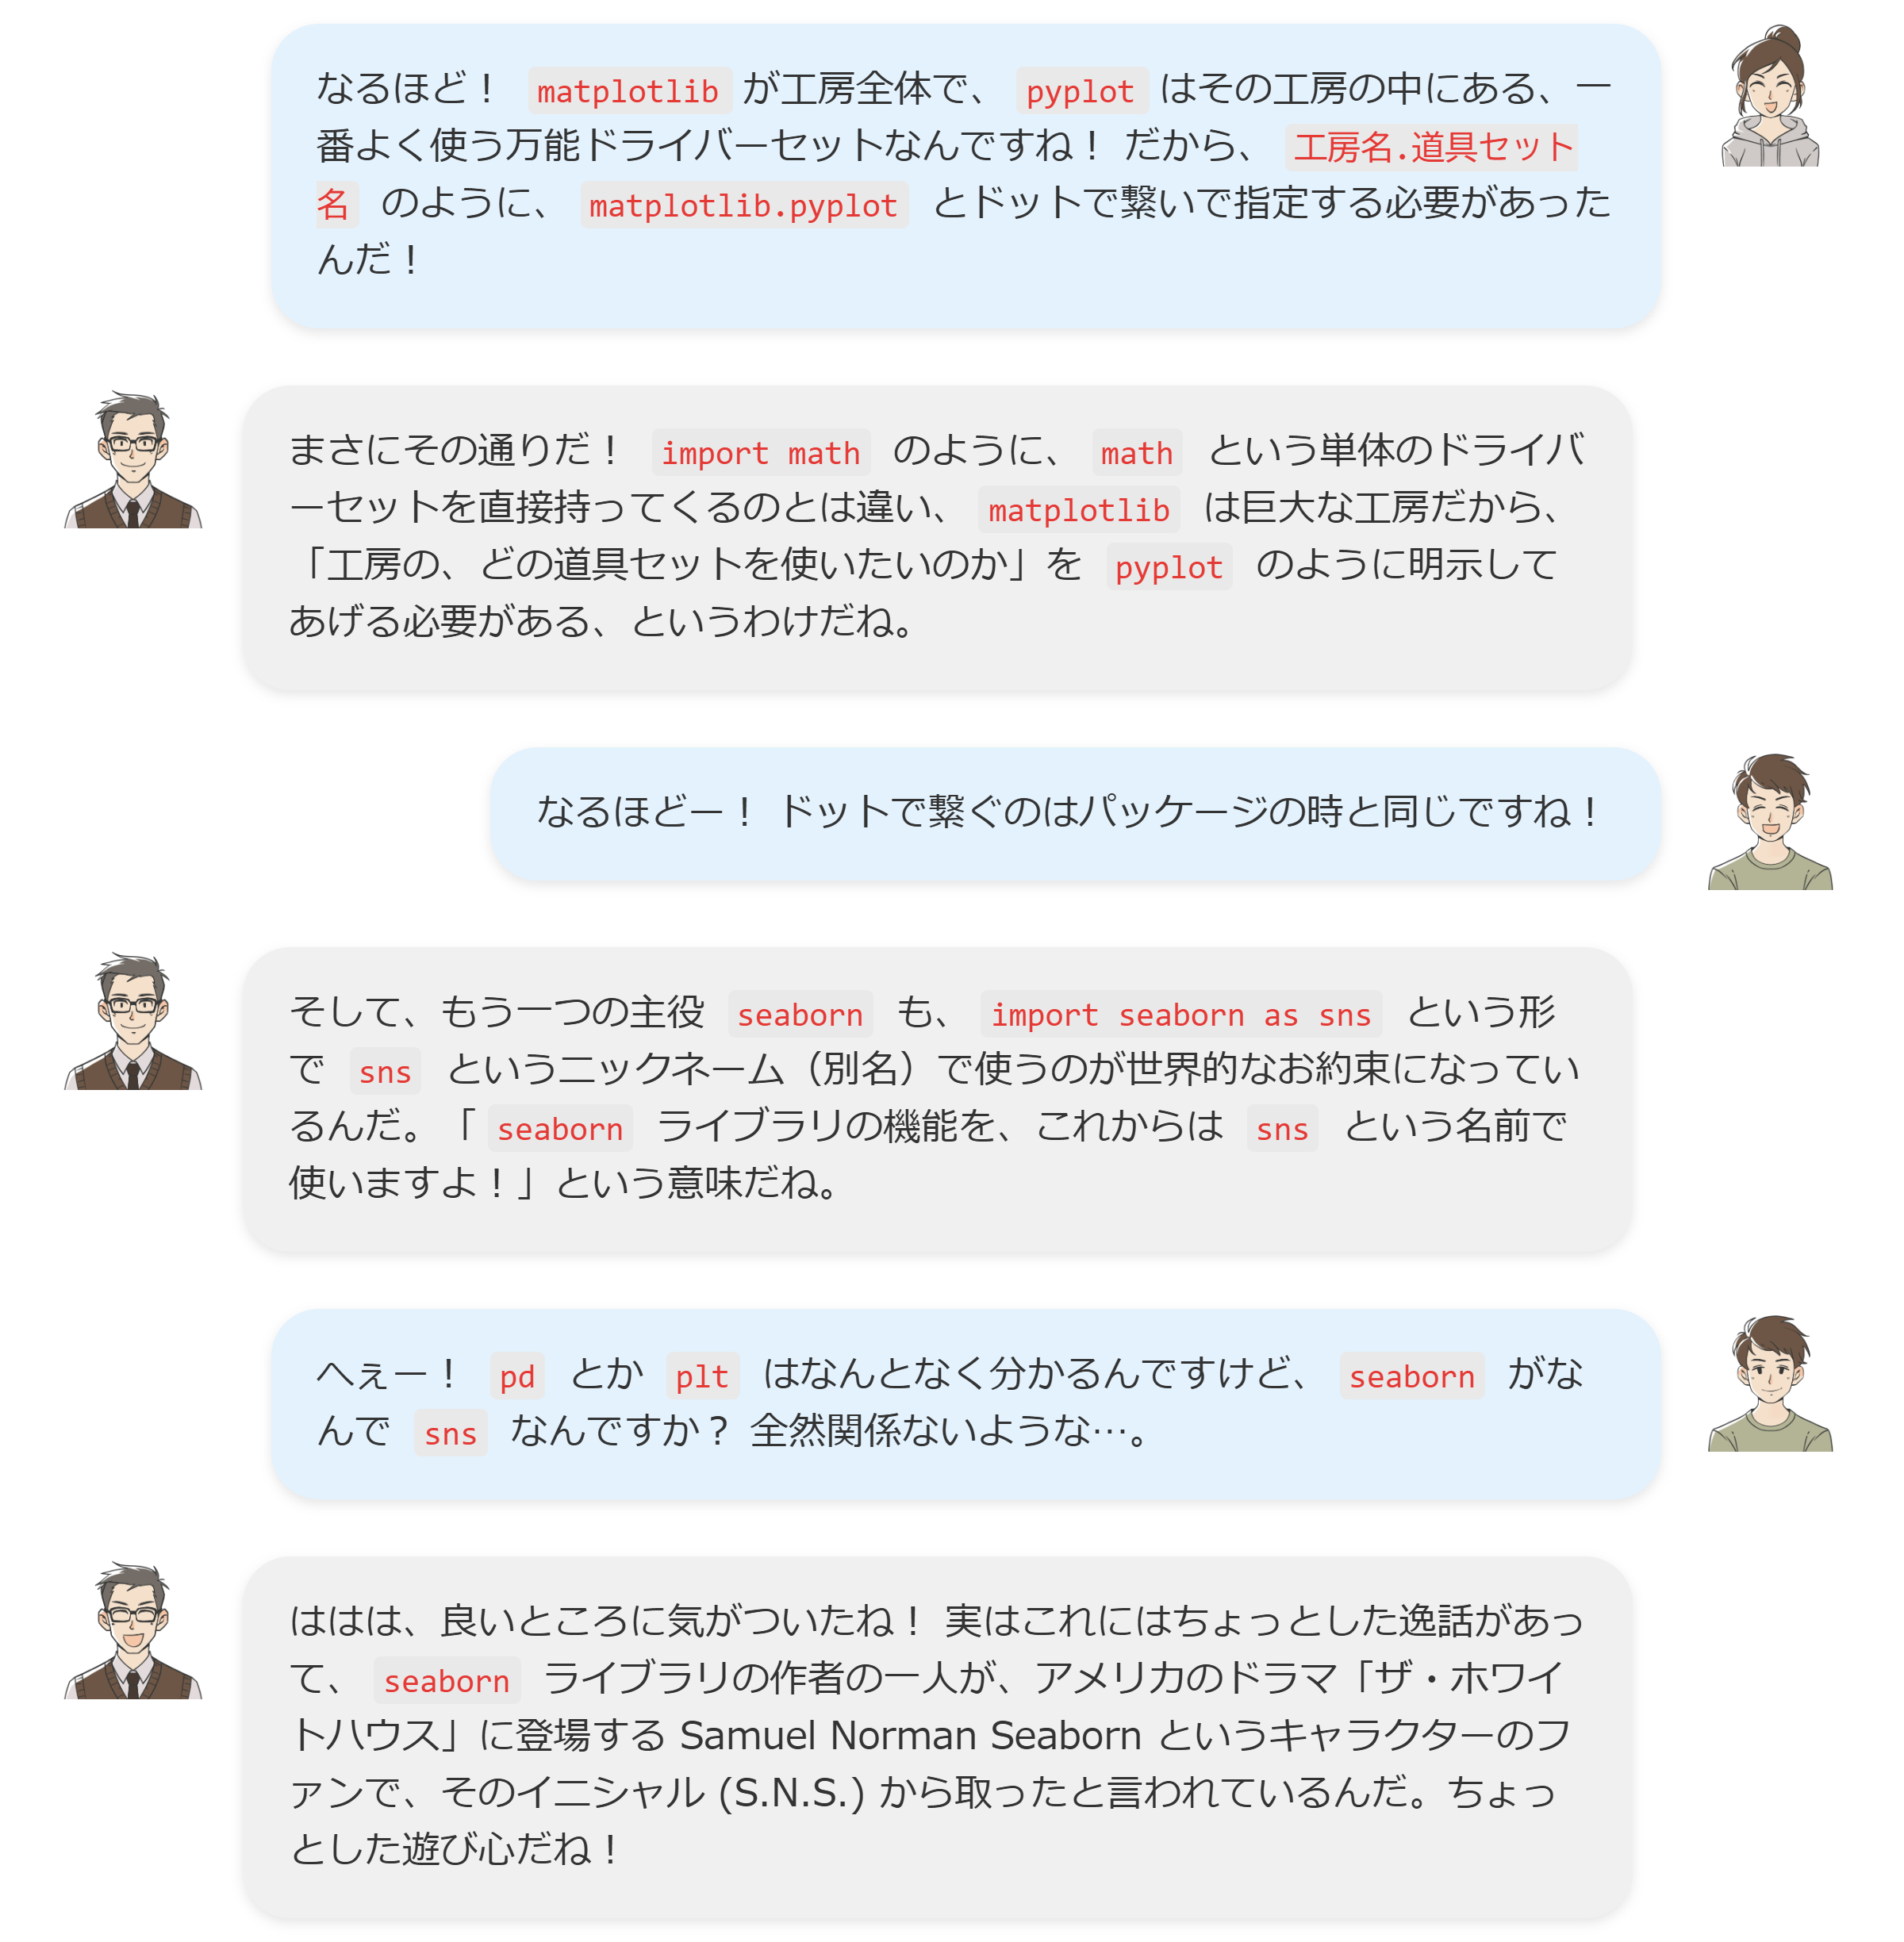 なるほど！ matplotlib が工房全体で、 pyplot はその工房の中にある、一
番よく使う万能ドライバーセットなんですね！ だから、 工房名.道具セット
名 のように、 matplotlib.pyplot とドットで繋いで指定する必要があった
んだ！
まさにその通りだ！ import math のように、 math という単体のドライバ
ーセットを直接持ってくるのとは違い、 matplotlib は巨大な工房だから、
「工房の、どの道具セットを使いたいのか」を pyplot のように明示して
あげる必要がある、というわけだね。
なるほどー！ ドットで繋ぐのはパッケージの時と同じですね！
そして、もう一つの主役 seaborn も、 import seaborn as sns という形
で sns というニックネーム（別名）で使うのが世界的なお約束になってい
るんだ。「 seaborn ライブラリの機能を、これからは sns という名前で
使いますよ！」という意味だね。
へぇー！ pd とか plt はなんとなく分かるんですけど、 seaborn がな
んで sns なんですか？ 全然関係ないような…。
ははは、良いところに気がついたね！ 実はこれにはちょっとした逸話があっ
て、 seaborn ライブラリの作者の一人が、アメリカのドラマ「ザ・ホワイ
トハウス」に登場する Samuel Norman Seaborn というキャラクターのフ
ァンで、そのイニシャル (S.N.S.) から取ったと言われているんだ。ちょっ
とした遊び心だね！